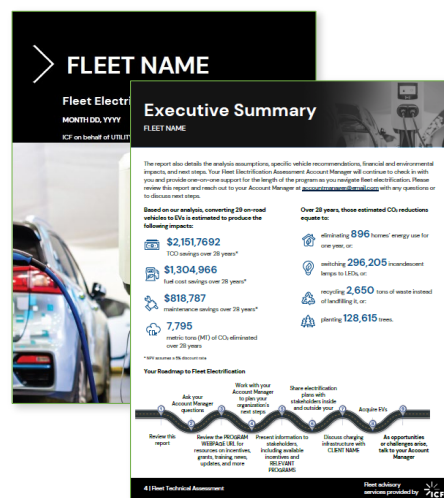 FLEET NAME
Fleet Electri
MONTH DD, YYYY
ICF on behalf of UTILIT
Executive Summary
FLEET NAME
The report also details the analysis assumptions, specific vehicle recommendations, financial and environmental
impacts, and next steps. Your Fleet Electrification Assessment Account Manager will continue to check in with
you and provide one-on-one support for the length of the program as you navigate fleet electrification. Please
review this report and reach out to your Account Manager at accountmanager@email.com with any questions or
to discuss next steps.
Based on our analysis, converting 29 on-road
vehicles to EVs is estimated to produce the
following impacts:
$2,151,7692
TCO savings over 28 years*
$1,304,966
fuel cost savings over 28 years*
$818,787
maintenance savings over 28 years*
7,795
metric tons (MT) of CO₂ eliminated
over 28 years
* NPV assumes a 5% discount rate
Over 28 years, those estimated CO₂ reductions
equate to:
eliminating 896 homes' energy use for
one year, or:
switching 296,205 incandescent
lamps to LEDs, or:
recycling 2,650 tons of waste instead
of landfilling it, or:
planting 128,615 trees.
Your Roadmap to Fleet Electrification
Ask your
Account Manager
questions
Work with your
Account Manager
to plan your
organization's
next steps
Share electrification
plans with
stakeholders inside
and outside your
Acquire EVs
Review this
report
Review the PROGRAM
WEBPAGE URL for
resources on incentives,
grants, training, news,
updates, and more
Present information to
stakeholders,
including available
incentives and
RELEVANT
PROGRAMS
Discuss charging
infrastructure with
CLIENT NAME
As opportunities
or challenges arise,
talk to your Account
Manager
4 | Fleet Technical Assessment
Fleet advisory
services provided by
ICF